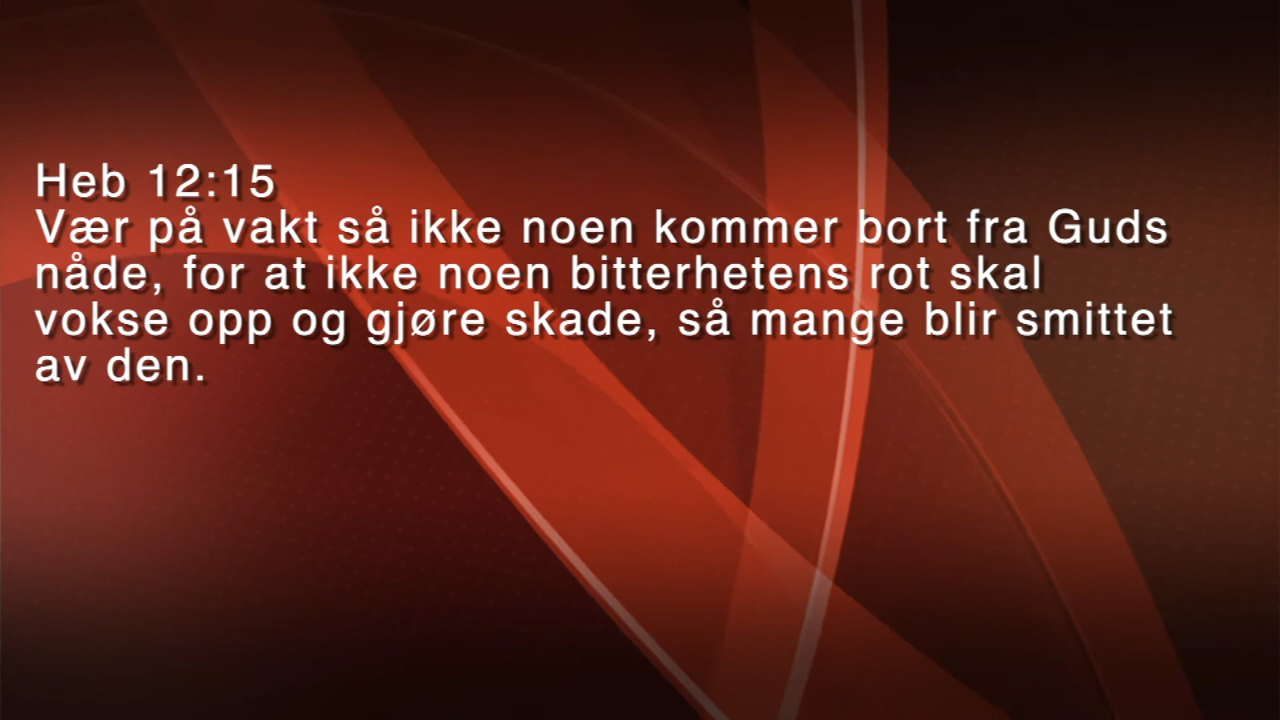 Heb 12:15
Vær på vakt så ikke noen kommer bort fra Guds
nåde, for at ikke noen bitterhetens rot skal
vokse opp og gjøre skade, så mange blir smittet
av den.